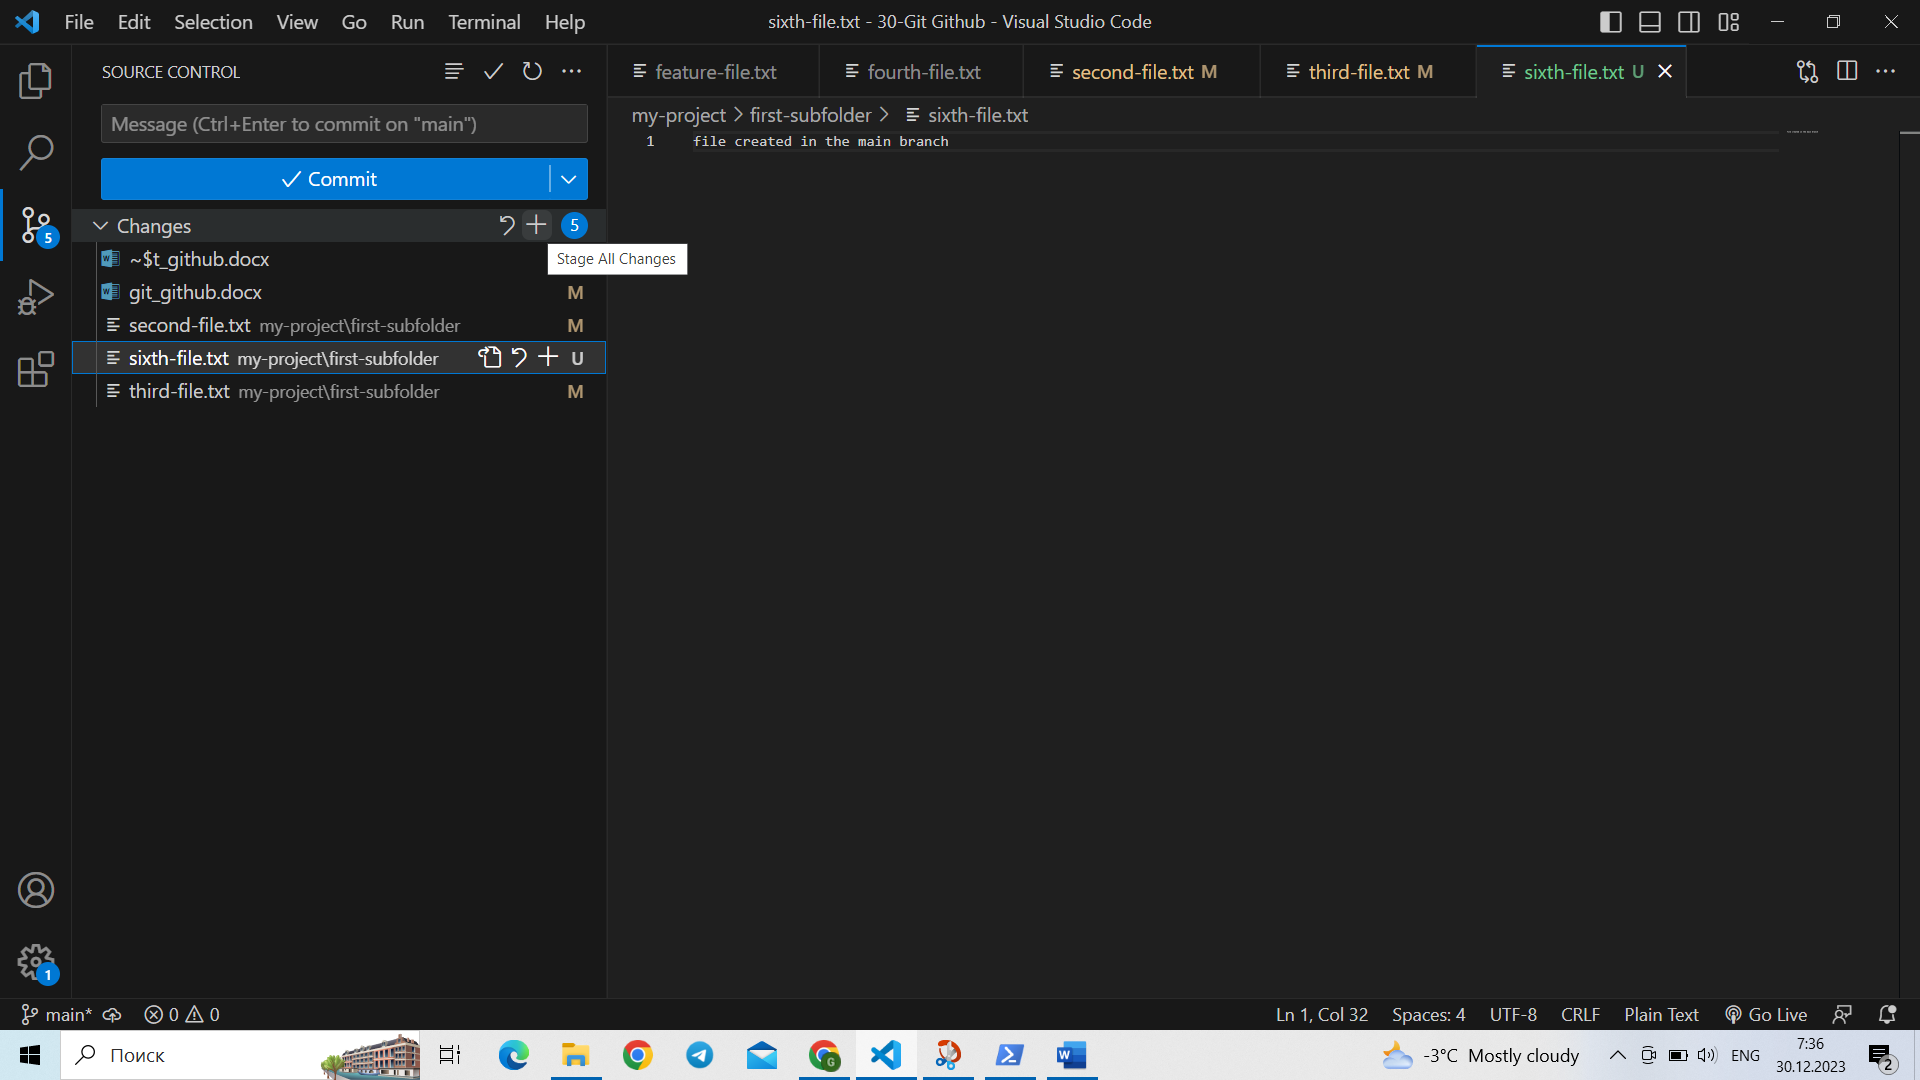 File Edit Selection View Go Run Terminal Help
sixth-file.txt - 30-Git Github - Visual Studio Code
SOURCE CONTROL
feature-file.txt
fourth-file.txt
second-file.txt M
third-file.txt M
sixth-file.txt U
my-project > first-subfolder > sixth-file.txt
Message (Ctrl+Enter to commit on "main")
1 file created in the main branch
Commit
Changes 5
5
Stage All Changes
~$t_github.docx
git_github.docx M
second-file.txt my-project\first-subfolder M
sixth-file.txt my-project\first-subfolder U
third-file.txt my-project\first-subfolder M
1
main* 0 0
Ln 1, Col 32 Spaces: 4 UTF-8 CRLF Plain Text Go Live
Поиск
-3°C Mostly cloudy
ENG
7:36
30.12.2023
2